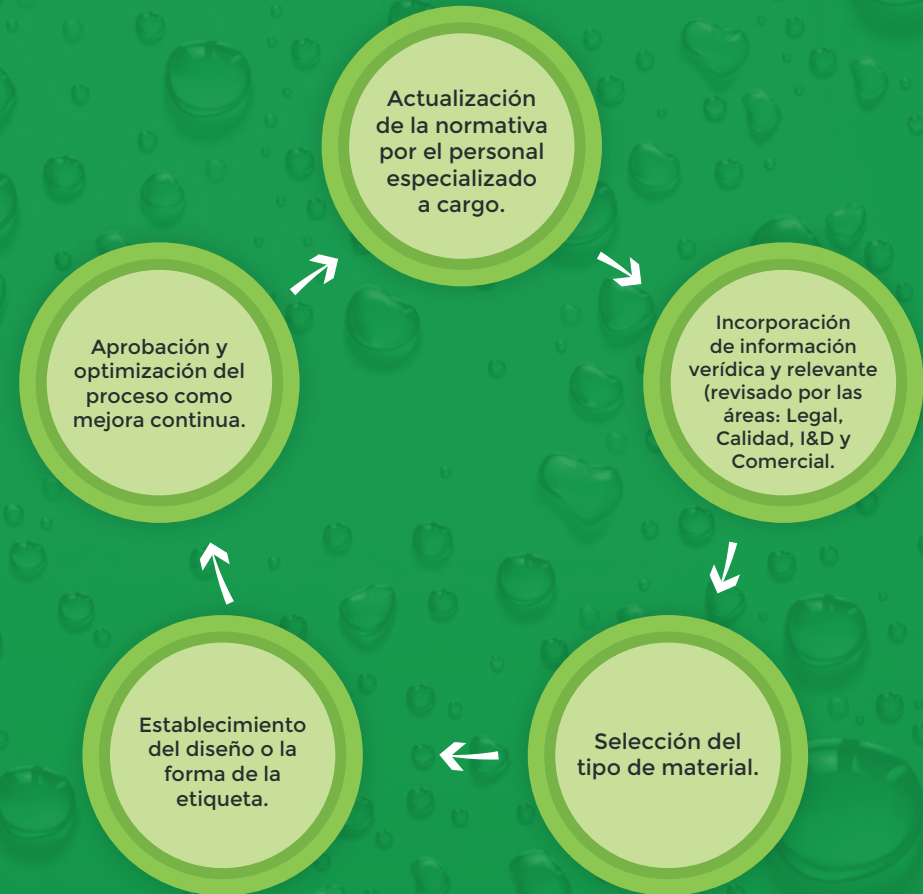 Actualización
de la normativa
por el personal
especializado
a cargo.
Incorporación
de información
verídica y relevante
(revisado por las
áreas: Legal,
Calidad, I&D y
Comercial.
Selección del
tipo de material.
Establecimiento
del diseño o la
forma de la
etiqueta.
Aprobación y
optimización del
proceso como
mejora continua.